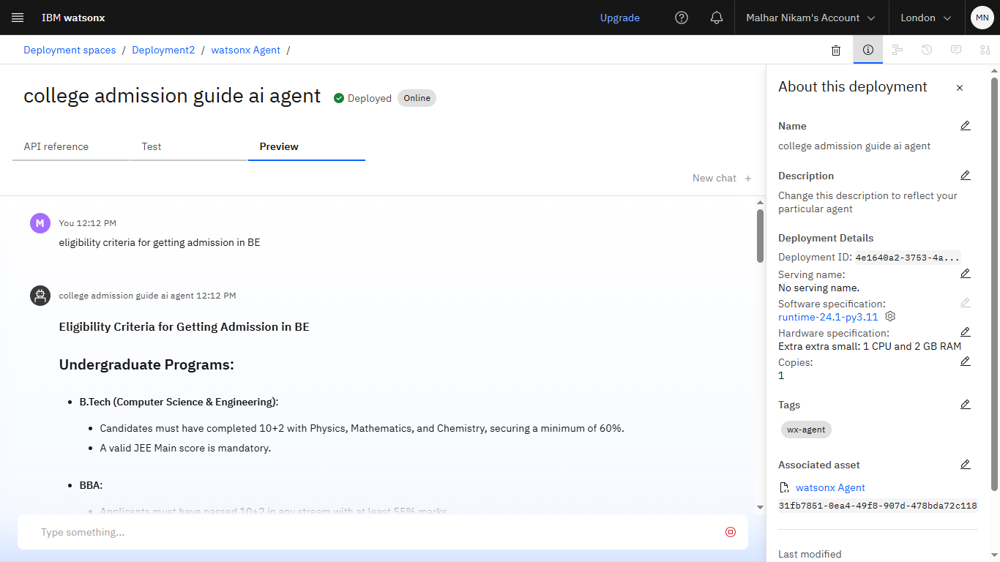 IBM watsonx
Upgrade
Malhar Nikam's Account
London
MN
Deployment spaces / Deployment2 / watsonx Agent /
college admission guide ai agent
Deployed
Online
API reference
Test
Preview
New chat +
M
You 12:12 PM
eligibility criteria for getting admission in BE
college admission guide ai agent 12:12 PM
Eligibility Criteria for Getting Admission in BE
Undergraduate Programs:
• B.Tech (Computer Science & Engineering):
• Candidates must have completed 10+2 with Physics, Mathematics, and Chemistry, securing a minimum of 60%.
• A valid JEE Main score is mandatory.
• BBA:
• Applicants must have passed 10+2 in any stream with at least 55% marks
Type something...
About this deployment
Name
college admission guide ai agent
Description
Change this description to reflect your
particular agent
Deployment Details
Deployment ID: 4e1640a2-3753-4a...
Serving name:
No serving name.
Software specification:
runtime-24.1-py3.11
Hardware specification:
Extra extra small: 1 CPU and 2 GB RAM
Copies:
1
Tags
wx-agent
Associated asset
watsonx Agent
31fb7851-0ea4-49f8-907d-478bda72c118
Last modified